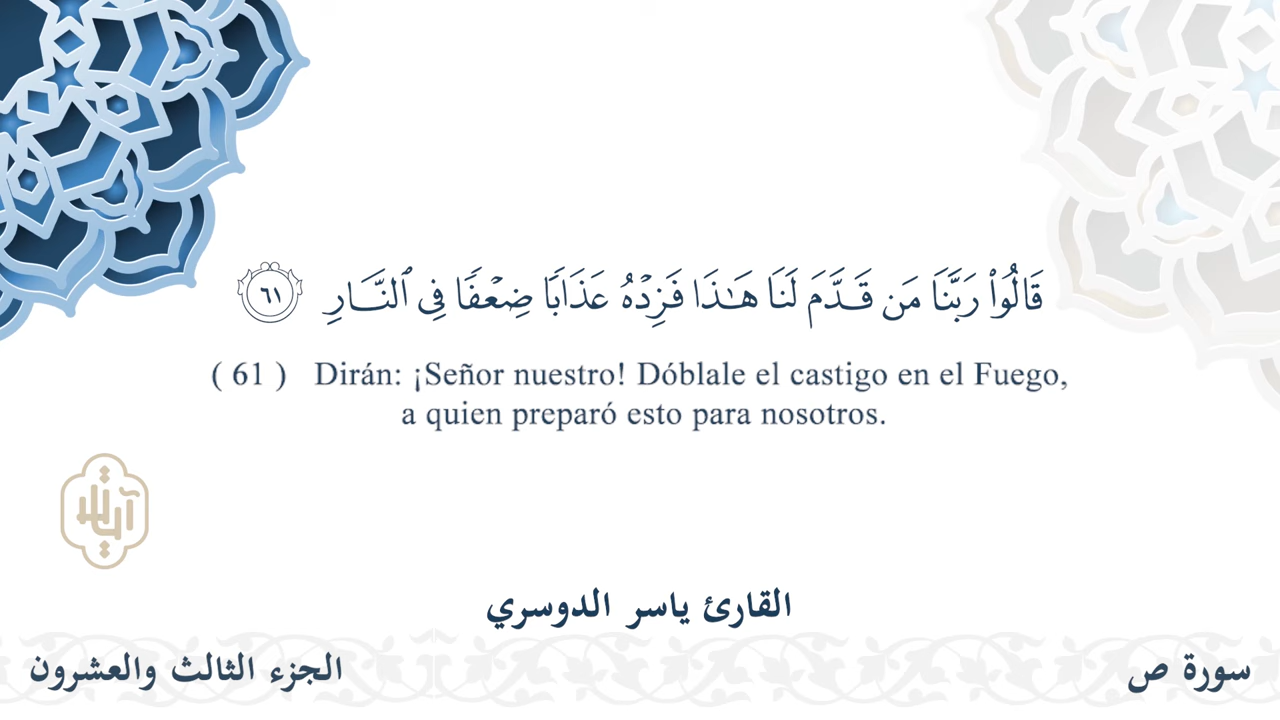 قَالُوا۟ رَبَّنَا مَن قَدَّمَ لَنَا هَـٰذَا فَزِدْهُ عَذَابًا ضِعْفًا فِى ٱلنَّارِ ٦١
( 61 ) Dirán: ¡Señor nuestro! Dóblale el castigo en el Fuego,
a quien preparó esto para nosotros.
القارئ ياسر الدوسري
سورة ص
الجزء الثالث والعشرون